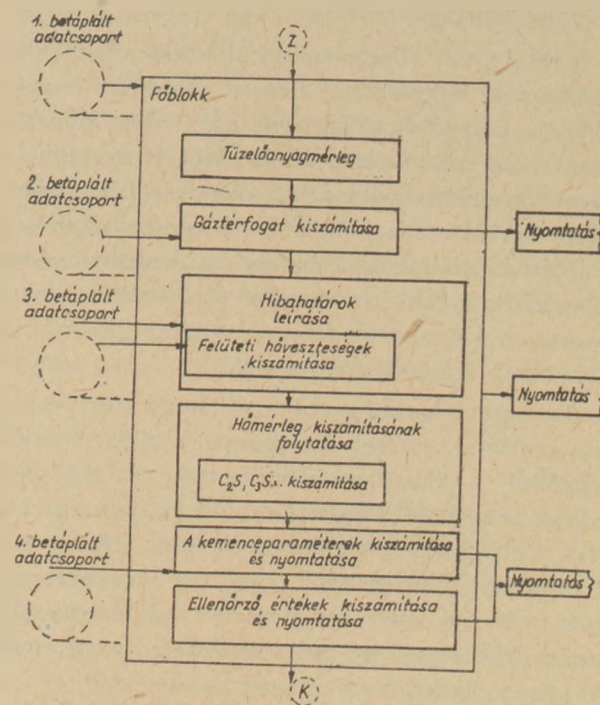 1. betáplált
adatcsoport
Z
Főblokk
Tüzelőanyagmérleg
2. betáplált
adatcsoport
Gáztérfogat kiszámítása
Nyomtatás
3. betáplált
adatcsoport
Hibahatárok
leírása
Felületi hőveszteségek
kiszámítása
Nyomtatás
Hőmérleg kiszámításának
folytatása
C₂S, C₃S... kiszámítása
4. betáplált
adatcsoport
A kemenceparaméterek kiszámítása
és nyomtatása
Nyomtatás
Ellenőrző értékek kiszámítása
és nyomtatása
K